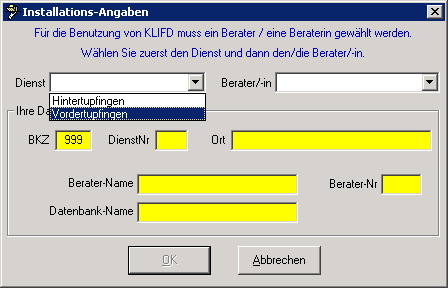 Installations-Angaben
Für die Benutzung von KLIFD muss ein Berater / eine Beraterin gewählt werden.
Wählen Sie zuerst den Dienst und dann den/die Berater/-in.
Dienst Berater/-in
Hintertupfingen
Vordertupfingen
Ihre Da
BKZ 999 DienstNr Ort
Berater-Name Berater-Nr
Datenbank-Name
OK Abbrechen